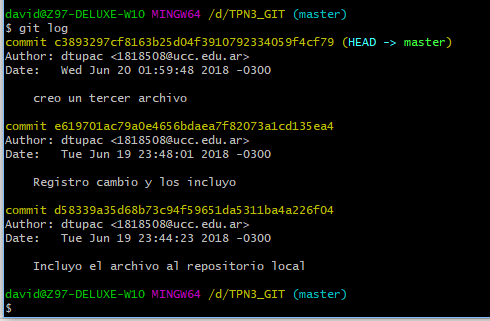 david@Z97-DELUXE-W10 MINGW64 /d/TPN3_GIT (master)
$ git log
commit c3893297cf8163b25d04f3910792334059f4cf79 (HEAD -> master)
Author: dtupac <1818508@ucc.edu.ar>
Date:   Wed Jun 20 01:59:48 2018 -0300

    creo un tercer archivo

commit e619701ac79a0e4656bdaea7f82073a1cd135ea4
Author: dtupac <1818508@ucc.edu.ar>
Date:   Tue Jun 19 23:48:01 2018 -0300

    Registro cambio y los incluyo

commit d58339a35d68b73c94f59651da5311ba4a226f04
Author: dtupac <1818508@ucc.edu.ar>
Date:   Tue Jun 19 23:44:23 2018 -0300

    Incluyo el archivo al repositorio local

david@Z97-DELUXE-W10 MINGW64 /d/TPN3_GIT (master)
$